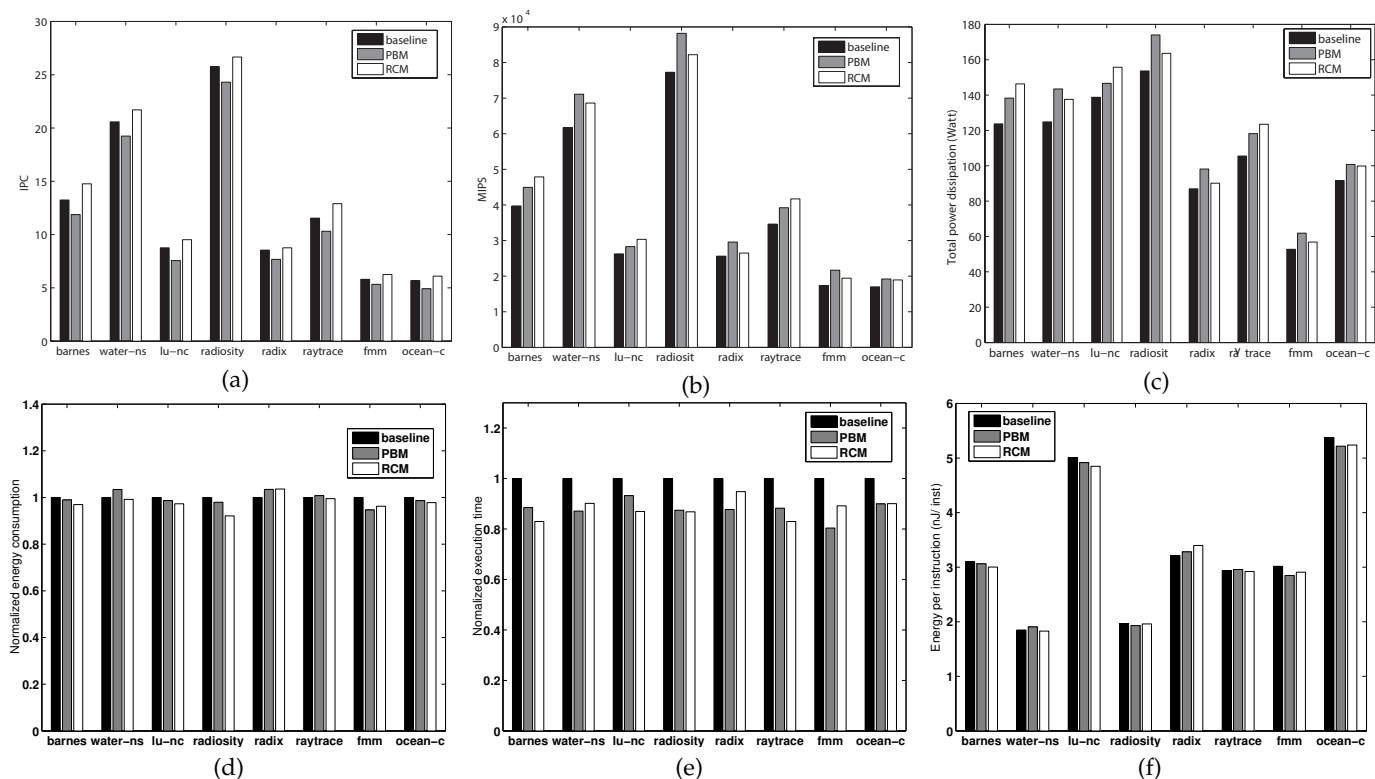 30
25
20
15
10
5
0
IPC
baseline
PBM
RCM
barnes water−ns lu−nc radiosity radix raytrace fmm ocean−c
(a)
x 10⁴
9
8
7
6
5
4
3
2
1
0
MIPS
baseline
PBM
RCM
barnes water−ns lu−nc radiosit radix raytrace fmm ocean−c
(b)
180
160
140
120
100
80
60
40
20
0
Total power dissipation (Watt)
baseline
PBM
RCM
barnes water−ns lu−nc radiosit radix raY trace fmm ocean−c
(c)
1.4
1.2
1
0.8
0.6
0.4
0.2
0
Normalized energy consumption
baseline
PBM
RCM
barnes water−ns lu−nc radiosity radix raytrace fmm ocean−c
(d)
1.2
1
0.8
0.6
0.4
0.2
0
Nomalized execution time
baseline
PBM
RCM
barnes water−ns lu−nc radiosity radix raytrace fmm ocean−c
(e)
6
5
4
3
2
1
0
Energy per instruction (nJ/ inst)
baseline
PBM
RCM
barnes water−ns lu−nc radiosity radix raytrace fmm ocean−c
(f)